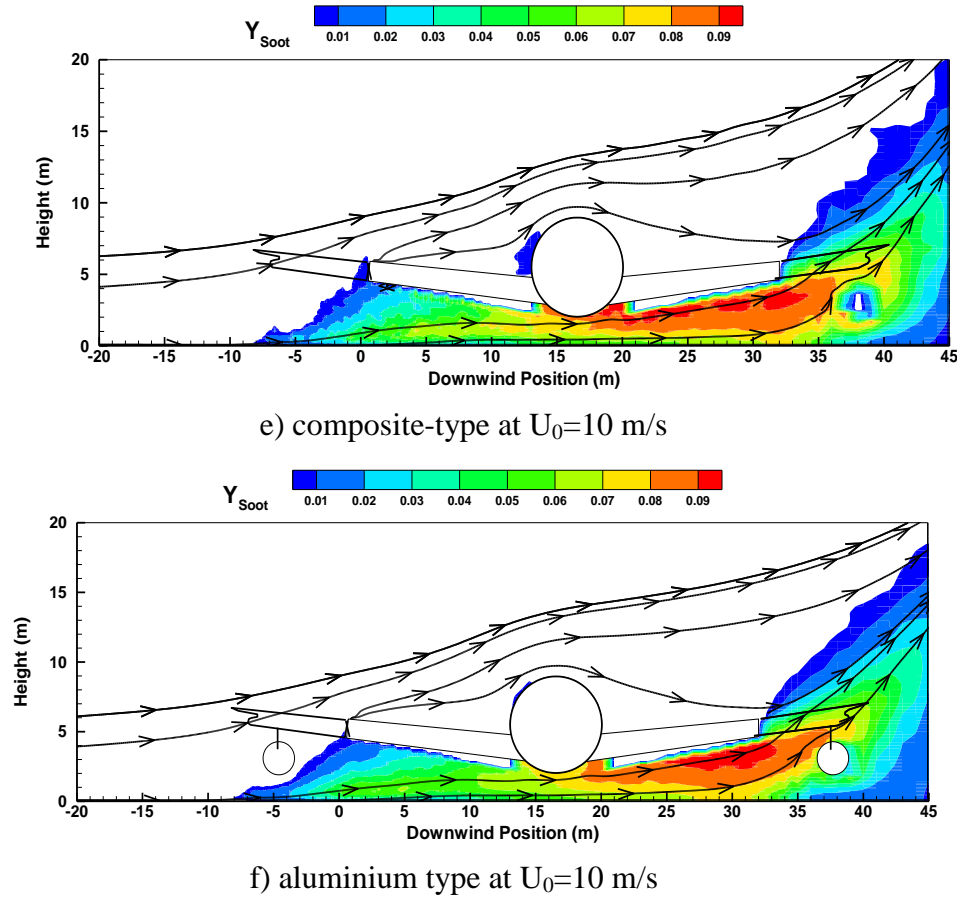 Y_Soot 0.01 0.02 0.03 0.04 0.05 0.06 0.07 0.08 0.09
20
15
10
5
0
Height (m)
-20 -15 -10 -5 0 5 10 15 20 25 30 35 40 45
Downwind Position (m)
e) composite-type at U₀=10 m/s
Y_Soot 0.01 0.02 0.03 0.04 0.05 0.06 0.07 0.08 0.09
20
15
10
5
0
Height (m)
-20 -15 -10 -5 0 5 10 15 20 25 30 35 40 45
Downwind Position (m)
f) aluminium type at U₀=10 m/s